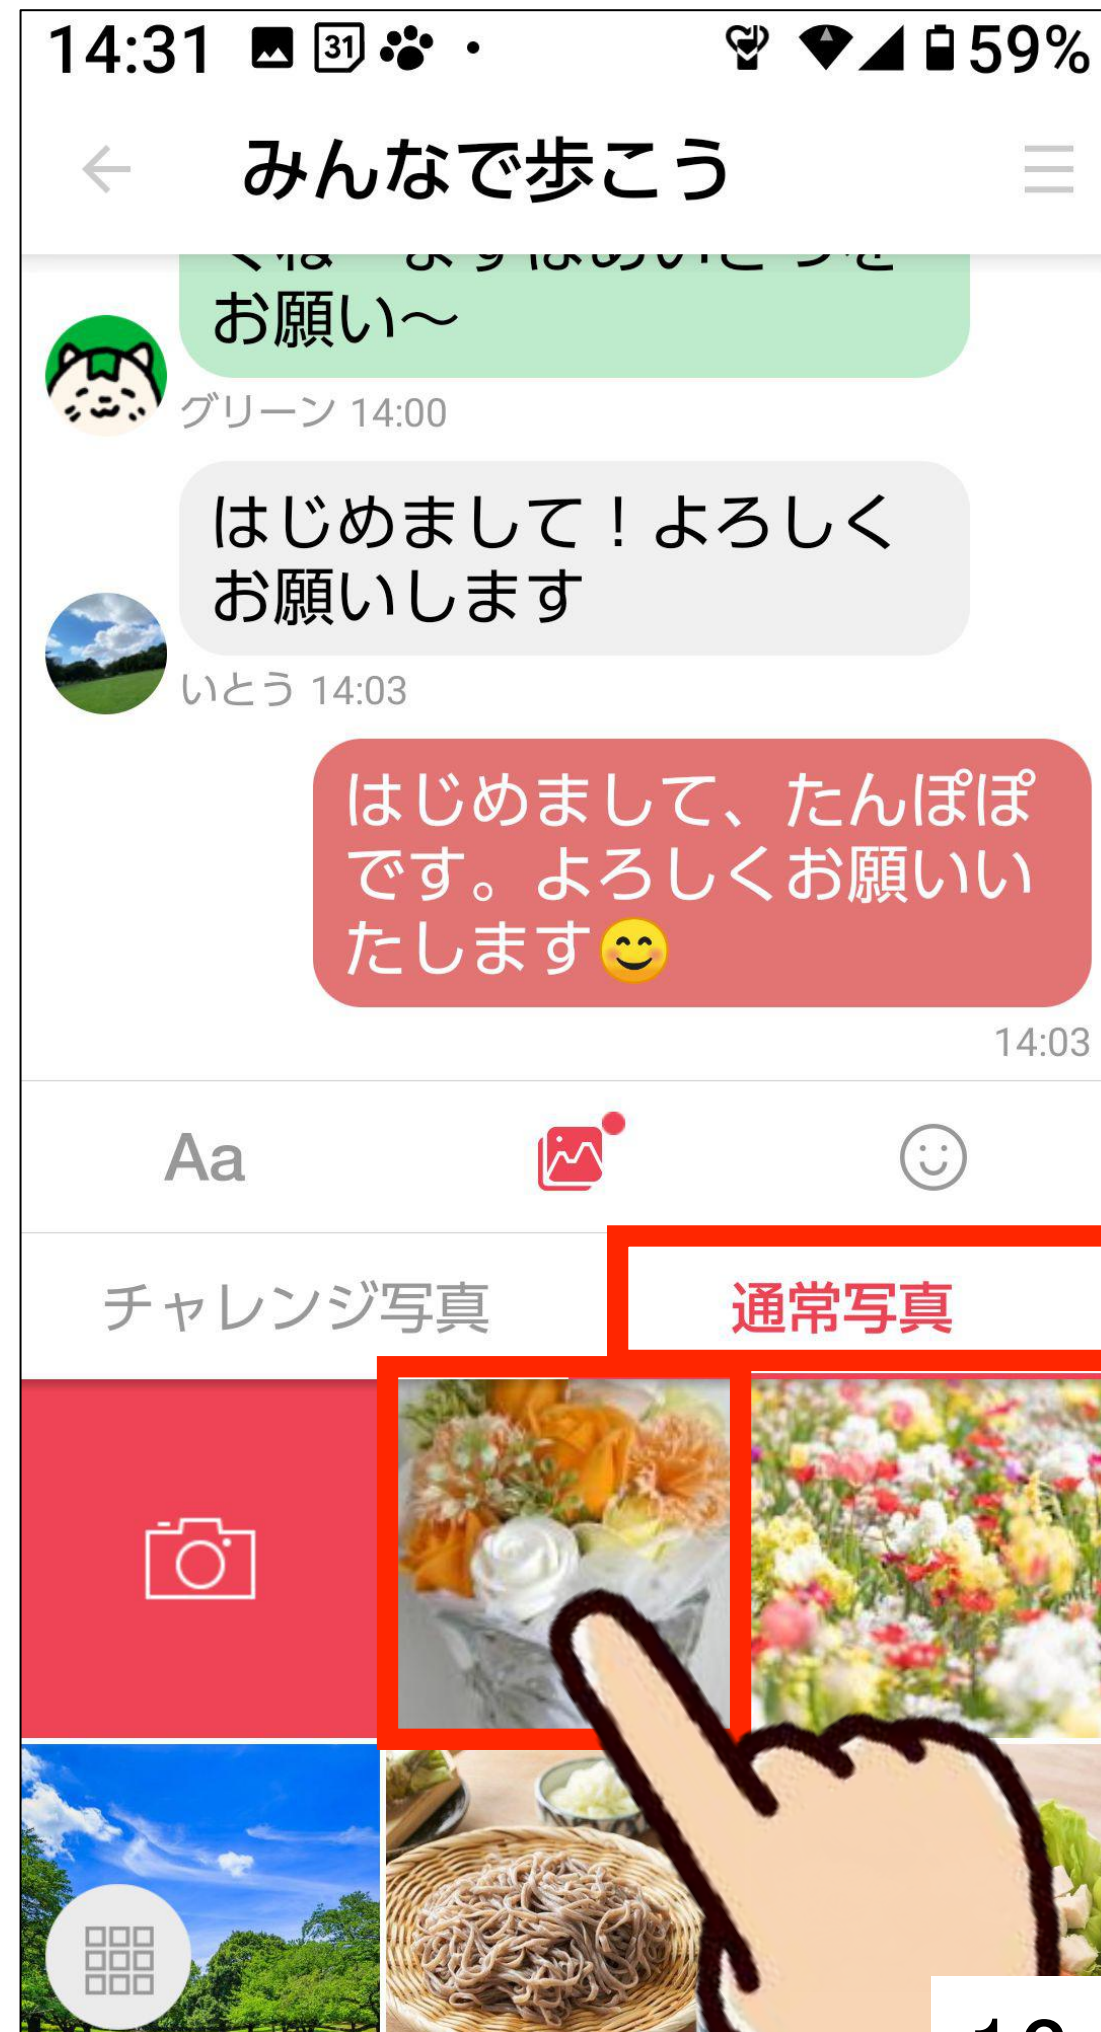 14:31 31 59%
みんなで歩こう
お願い〜
グリーン 14:00
はじめまして！よろしく
お願いします
いとう 14:03
はじめまして、たんぽぽ
です。よろしくお願いい
たします😊
14:03
Aa
チャレンジ写真 通常写真